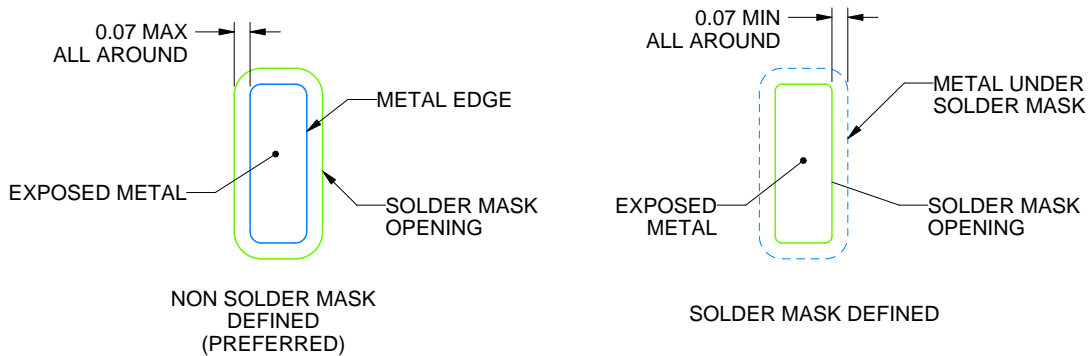 0.07 MAX
ALL AROUND
METAL EDGE
EXPOSED METAL
SOLDER MASK
OPENING
NON SOLDER MASK
DEFINED
(PREFERRED)
0.07 MIN
ALL AROUND
METAL UNDER
SOLDER MASK
EXPOSED
METAL
SOLDER MASK
OPENING
SOLDER MASK DEFINED